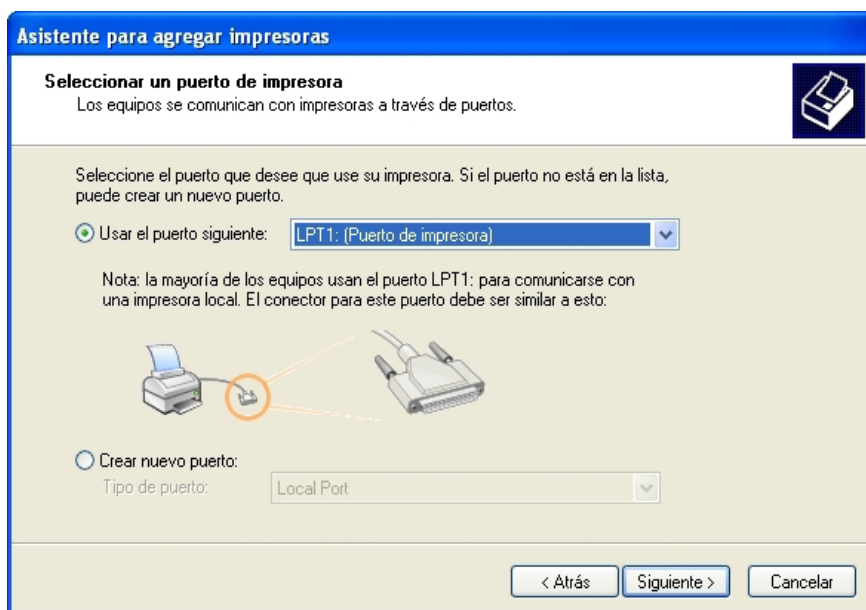 Asistente para agregar impresoras
Seleccionar un puerto de impresora
Los equipos se comunican con impresoras a través de puertos.
Seleccione el puerto que desee que use su impresora. Si el puerto no está en la lista,
puede crear un nuevo puerto.
Usar el puerto siguiente: LPT1: (Puerto de impresora)
Nota: la mayoría de los equipos usan el puerto LPT1: para comunicarse con
una impresora local. El conector para este puerto debe ser similar a esto:
Crear nuevo puerto:
Tipo de puerto: Local Port
< Atrás Siguiente > Cancelar